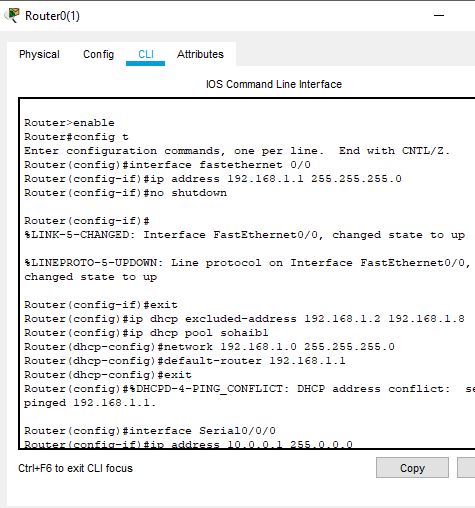 Router0(1)
Physical Config CLI Attributes
IOS Command Line Interface
Router>enable
Router#config t
Enter configuration commands, one per line.  End with CNTL/Z.
Router(config)#interface fastethernet 0/0
Router(config-if)#ip address 192.168.1.1 255.255.255.0
Router(config-if)#no shutdown
Router(config-if)#
%LINK-5-CHANGED: Interface FastEthernet0/0, changed state to up
%LINEPROTO-5-UPDOWN: Line protocol on Interface FastEthernet0/0,
changed state to up
Router(config-if)#exit
Router(config)#ip dhcp excluded-address 192.168.1.2 192.168.1.8
Router(config)#ip dhcp pool sohaib1
Router(dhcp-config)#network 192.168.1.0 255.255.255.0
Router(dhcp-config)#default-router 192.168.1.1
Router(dhcp-config)#exit
Router(config)#%DHCPD-4-PING_CONFLICT: DHCP address conflict:  se
pinged 192.168.1.1.
Router(config)#interface Serial0/0/0
Router(config-if)#ip address 10.0.0.1 255.0.0.0
Ctrl+F6 to exit CLI focus
Copy